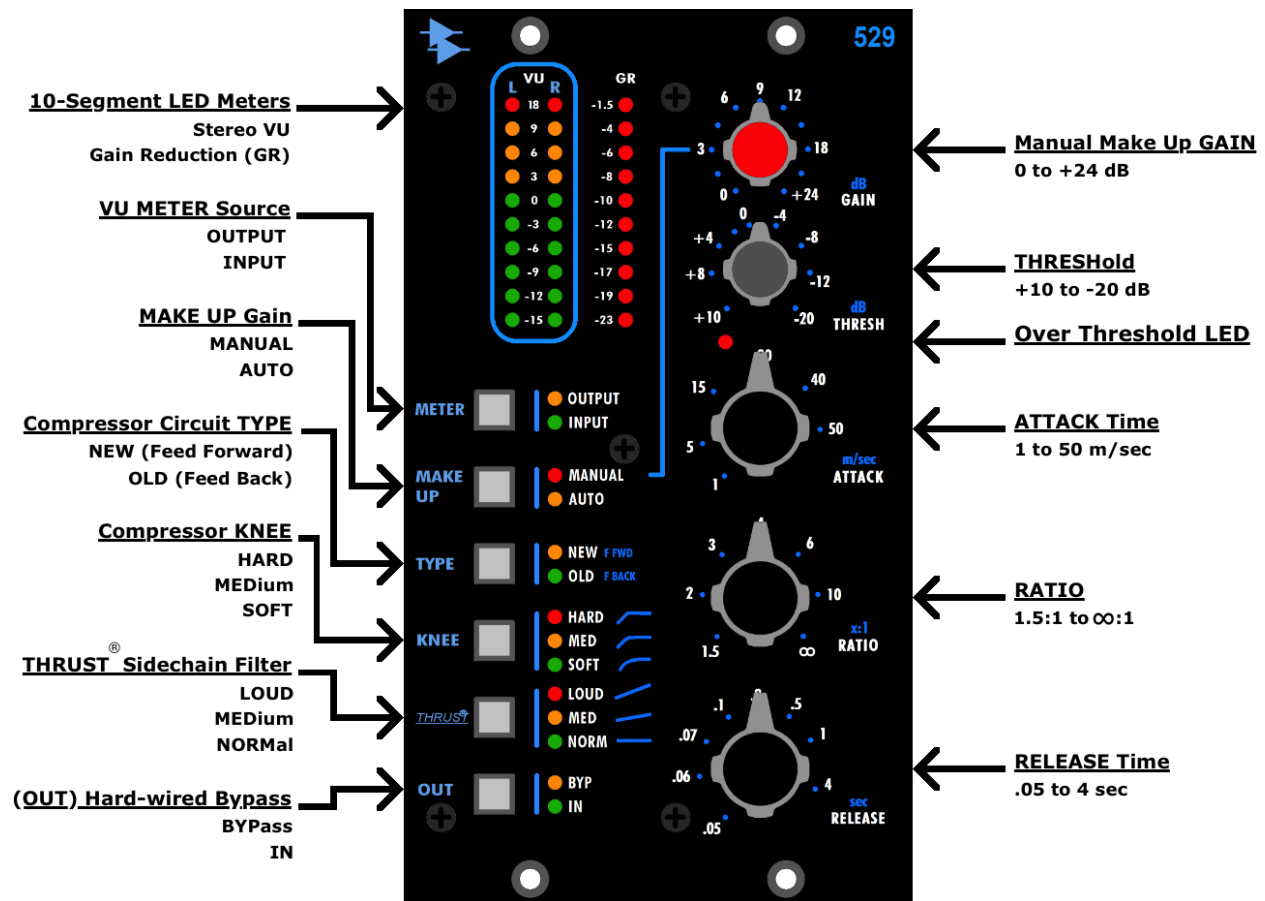 529
10-Segment LED Meters
Stereo VU
Gain Reduction (GR)
VU METER Source
OUTPUT
INPUT
MAKE UP Gain
MANUAL
AUTO
Compressor Circuit TYPE
NEW (Feed Forward)
OLD (Feed Back)
Compressor KNEE
HARD
MEDium
SOFT
THRUST® Sidechain Filter
LOUD
MEDium
NORMal
(OUT) Hard-wired Bypass
BYPass
IN
VU
L R
18
9
6
3
0
-3
-6
-9
-12
-15
GR
-1.5
-4
-6
-8
-10
-12
-15
-17
-19
-23
METER
OUTPUT
INPUT
MAKE
UP
MANUAL
AUTO
TYPE
NEW F FWD
OLD F BACK
KNEE
HARD
MED
SOFT
THRUST®
LOUD
MED
NORM
OUT
BYP
IN
0
3
6
9
12
18
+24
dB
GAIN
+10
+8
+4
0
-4
-8
-12
-20
dB
THRESH
1
5
15
40
50
m/sec
ATTACK
1.5
2
3
6
10
∞
x:1
RATIO
.05
.06
.07
.1
.5
1
4
sec
RELEASE
Manual Make Up GAIN
0 to +24 dB
THRESHold
+10 to -20 dB
Over Threshold LED
ATTACK Time
1 to 50 m/sec
RATIO
1.5:1 to ∞:1
RELEASE Time
.05 to 4 sec